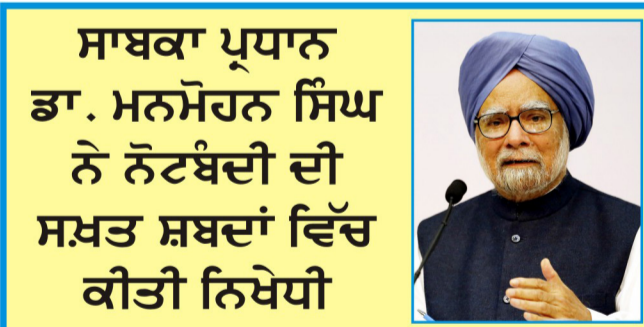 ਸਾਬਕਾ ਪ੍ਰਧਾਨ
ਡਾ. ਮਨਮੋਹਨ ਸਿੰਘ
ਨੇ ਨੋਟਬੰਦੀ ਦੀ
ਸਖ਼ਤ ਸ਼ਬਦਾਂ ਵਿੱਚ
ਕੀਤੀ ਨਿਖੇਧੀ